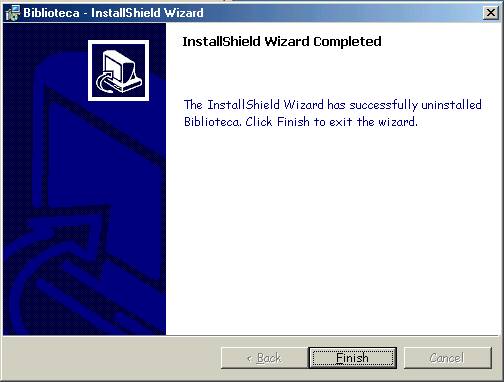 Biblioteca - InstallShield Wizard
InstallShield Wizard Completed
The InstallShield Wizard has successfully uninstalled
Biblioteca. Click Finish to exit the wizard.
< Back
Finish
Cancel